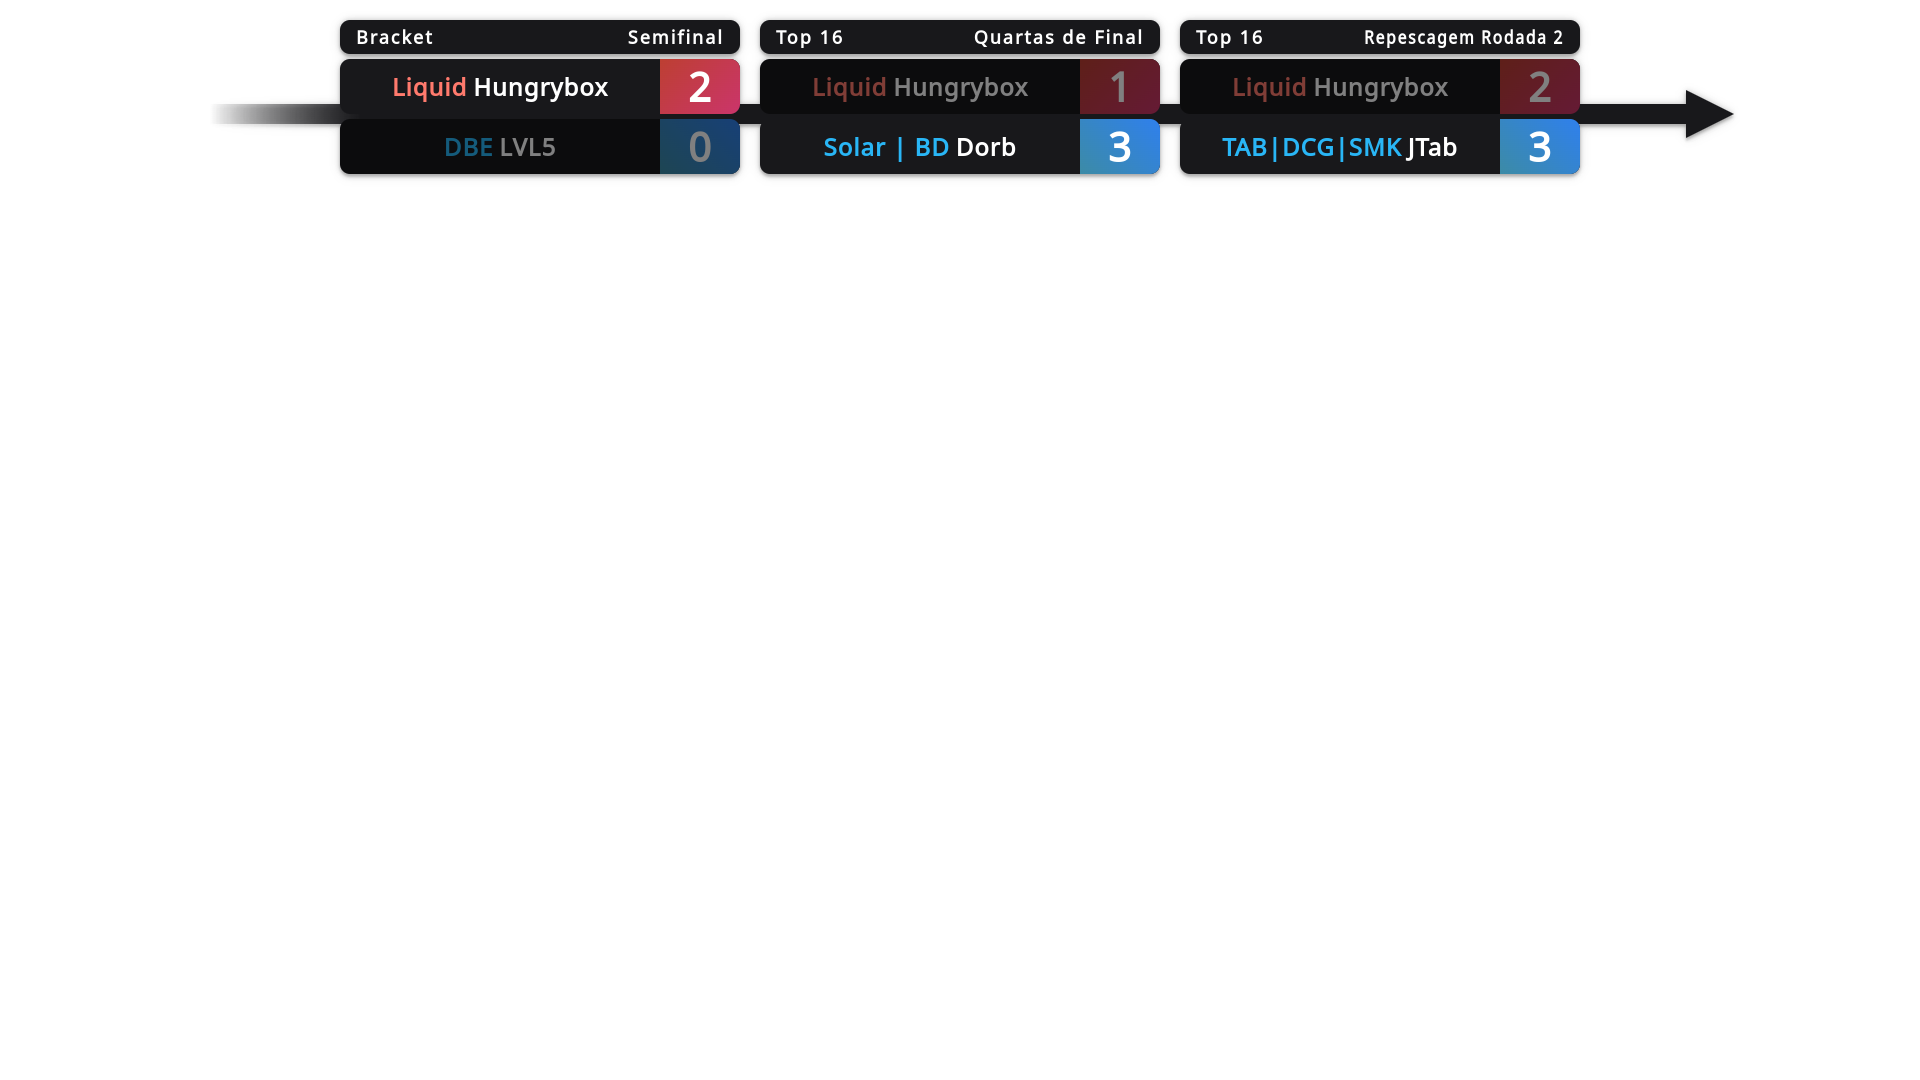 Bracket Semifinal
Liquid Hungrybox 2
DBE LVL5 0
Top 16 Quartas de Final
Liquid Hungrybox 1
Solar | BD Dorb 3
Top 16 Repescagem Rodada 2
Liquid Hungrybox 2
TAB|DCG|SMK JTab 3